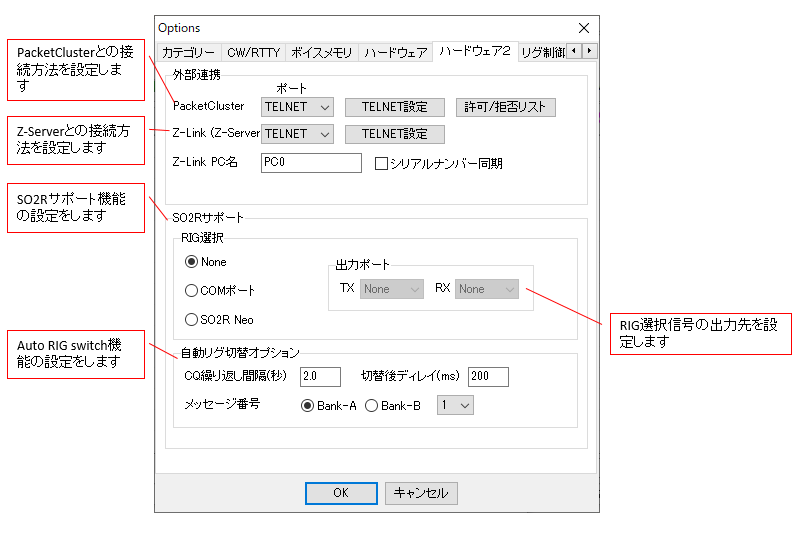 Options
カテゴリー CW/RTTY ボイスメモリ ハードウェア ハードウェア２ リグ制御
外部連携
ポート
PacketCluster TELNET TELNET設定 許可/拒否リスト
Z-Link (Z-Server TELNET TELNET設定
Z-Link PC名 PC0 シリアルナンバー同期
SO2Rサポート
RIG選択
None
COMポート
SO2R Neo
出力ポート
TX None RX None
自動リグ切替オプション
CQ繰り返し間隔(秒) 2.0 切替後ディレイ(ms) 200
メッセージ番号 Bank-A Bank-B 1
OK キャンセル
PacketClusterとの接
続方法を設定しま
す
Z-Serverとの接続方
法を設定します
SO2Rサポート機能
の設定をします
Auto RIG switch機
能の設定をします
RIG選択信号の出力先を設
定します